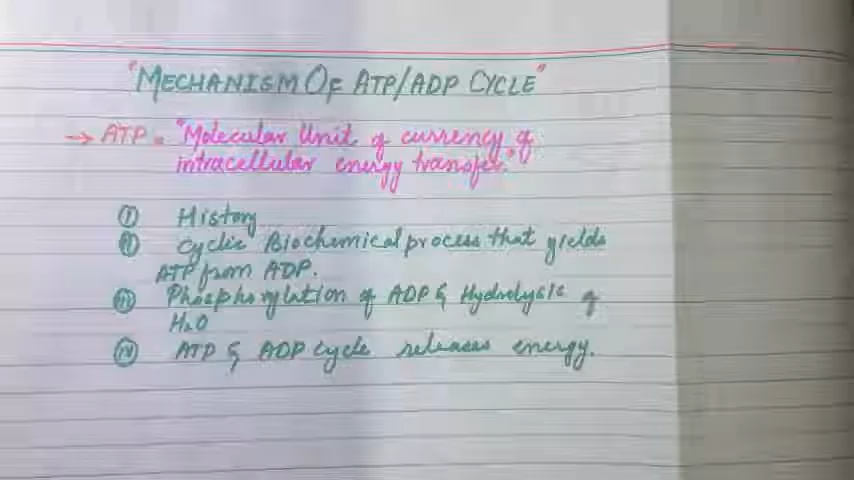 "MECHANISM OF ATP/ADP CYCLE"
→ ATP = "Molecular Unit of currency of
intracellular energy transfer."
(i) History
(ii) Cyclic Biochemical process that yields
ATP from ADP.
(iii) Phosphorylation of ADP & Hydrolysis of
H2O
(iv) ATP & ADP Cycle releases energy.